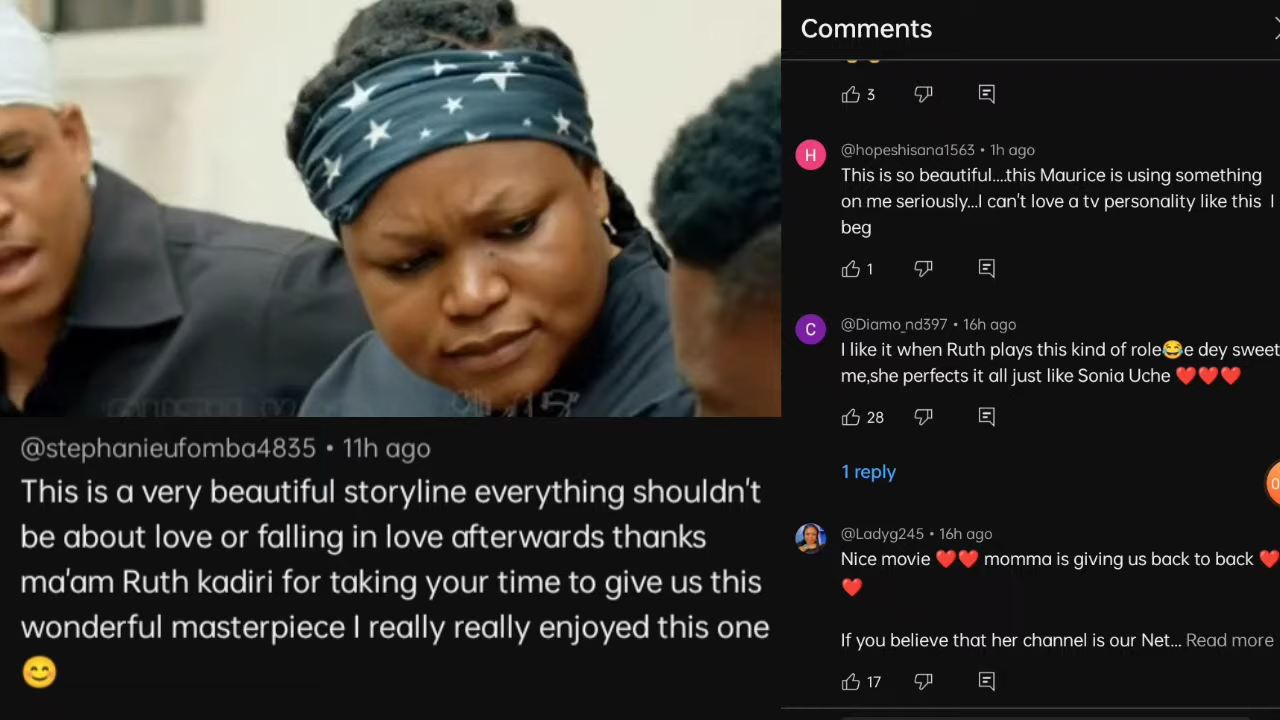 @stephanieufomba4835 • 11h ago
This is a very beautiful storyline everything shouldn't
be about love or falling in love afterwards thanks
ma'am Ruth kadiri for taking your time to give us this
wonderful masterpiece I really really enjoyed this one
😊
Comments
3
H
@hopeshisana1563 • 1h ago
This is so beautiful....this Maurice is using something
on me seriously...I can't love a tv personality like this I
beg
1
C
@Diamo_nd397 • 16h ago
I like it when Ruth plays this kind of role😂e dey sweet
me,she perfects it all just like Sonia Uche ❤️❤️❤️
28
1 reply
@Ladyg245 • 16h ago
Nice movie ❤️❤️ momma is giving us back to back ❤️
❤️
If you believe that her channel is our Net... Read more
17